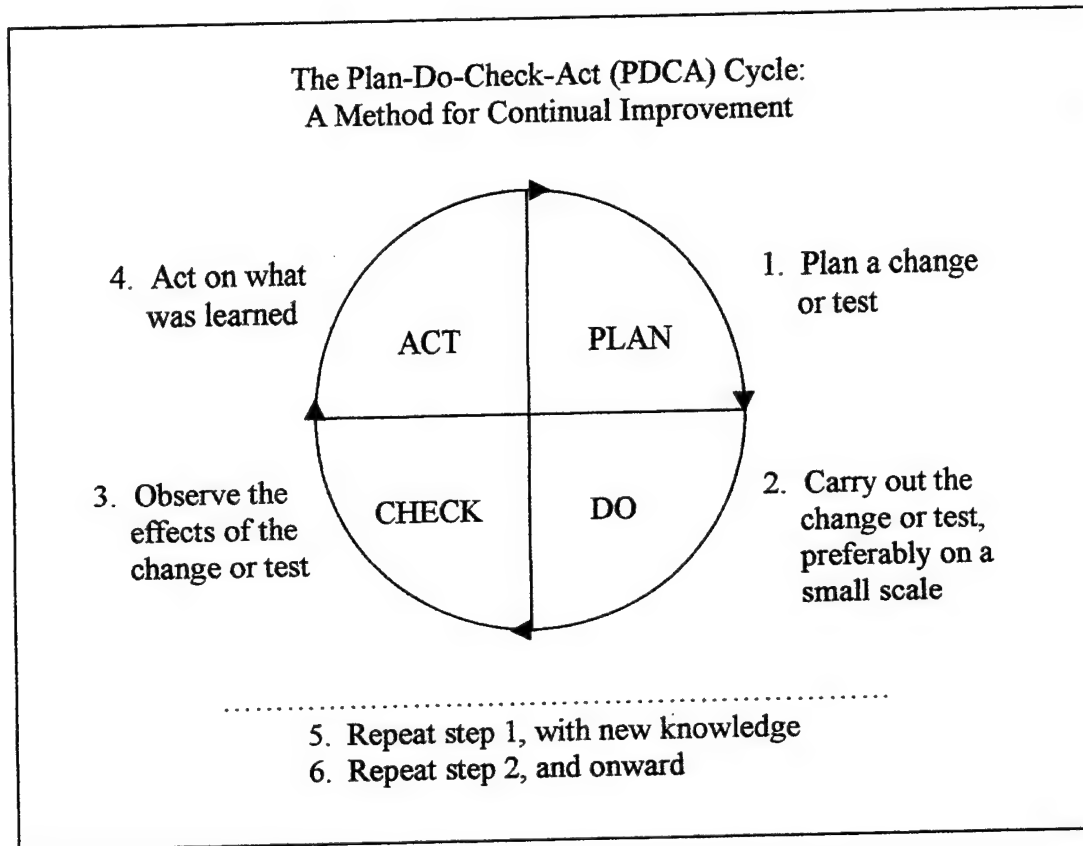 The Plan-Do-Check-Act (PDCA) Cycle:
A Method for Continual Improvement
4. Act on what
was learned
1. Plan a change
or test
ACT
PLAN
CHECK
DO
3. Observe the
effects of the
change or test
2. Carry out the
change or test,
preferably on a
small scale
5. Repeat step 1, with new knowledge
6. Repeat step 2, and onward